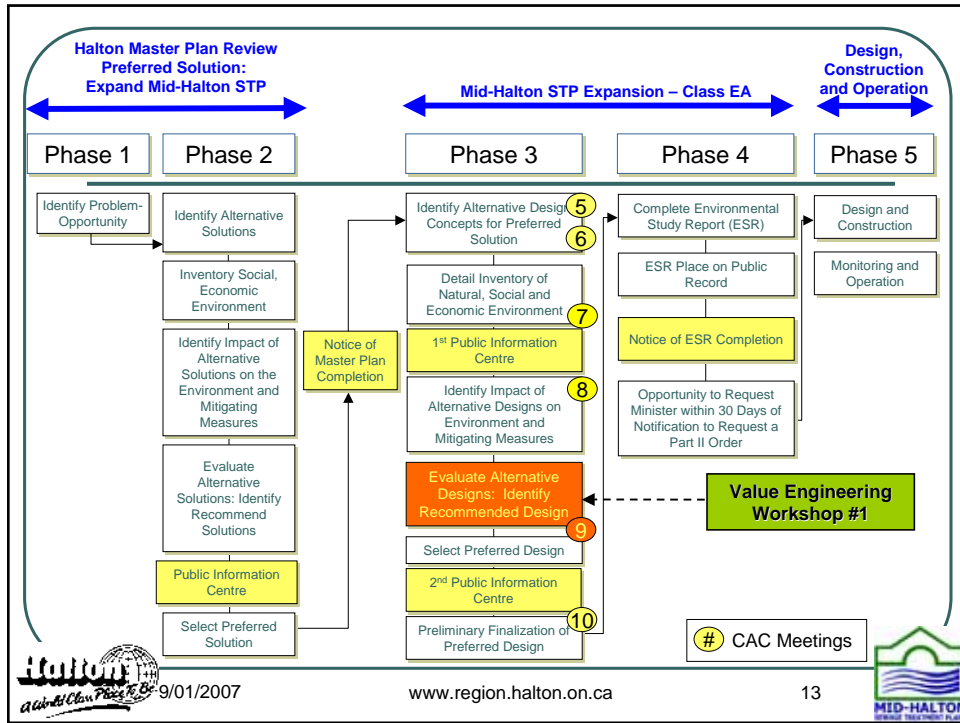 Halton Master Plan Review
Preferred Solution:
Expand Mid-Halton STP
Mid-Halton STP Expansion – Class EA
Design,
Construction
and Operation
Phase 1
Phase 2
Phase 3
Phase 4
Phase 5
Identify Problem-
Opportunity
Identify Alternative
Solutions
Inventory Social,
Economic
Environment
Identify Impact of
Alternative
Solutions on the
Environment and
Mitigating
Measures
Evaluate
Alternative
Solutions: Identify
Recommend
Solutions
Public Information
Centre
Select Preferred
Solution
Notice of
Master Plan
Completion
Identify Alternative Design
Concepts for Preferred
Solution
5
6
Detail Inventory of
Natural, Social and
Economic Environment
7
1st Public Information
Centre
Identify Impact of
Alternative Designs on
Environment and
Mitigating Measures
8
Evaluate Alternative
Designs: Identify
Recommended Design
9
Select Preferred Design
2nd Public Information
Centre
Preliminary Finalization of
Preferred Design
10
Complete Environmental
Study Report (ESR)
ESR Place on Public
Record
Notice of ESR Completion
Opportunity to Request
Minister within 30 Days of
Notification to Request a
Part II Order
Design and
Construction
Monitoring and
Operation
Value Engineering
Workshop #1
# CAC Meetings
Halton
A World Class Place To Be
9/01/2007
www.region.halton.on.ca
13
MID-HALTON
SEWAGE TREATMENT PLANT